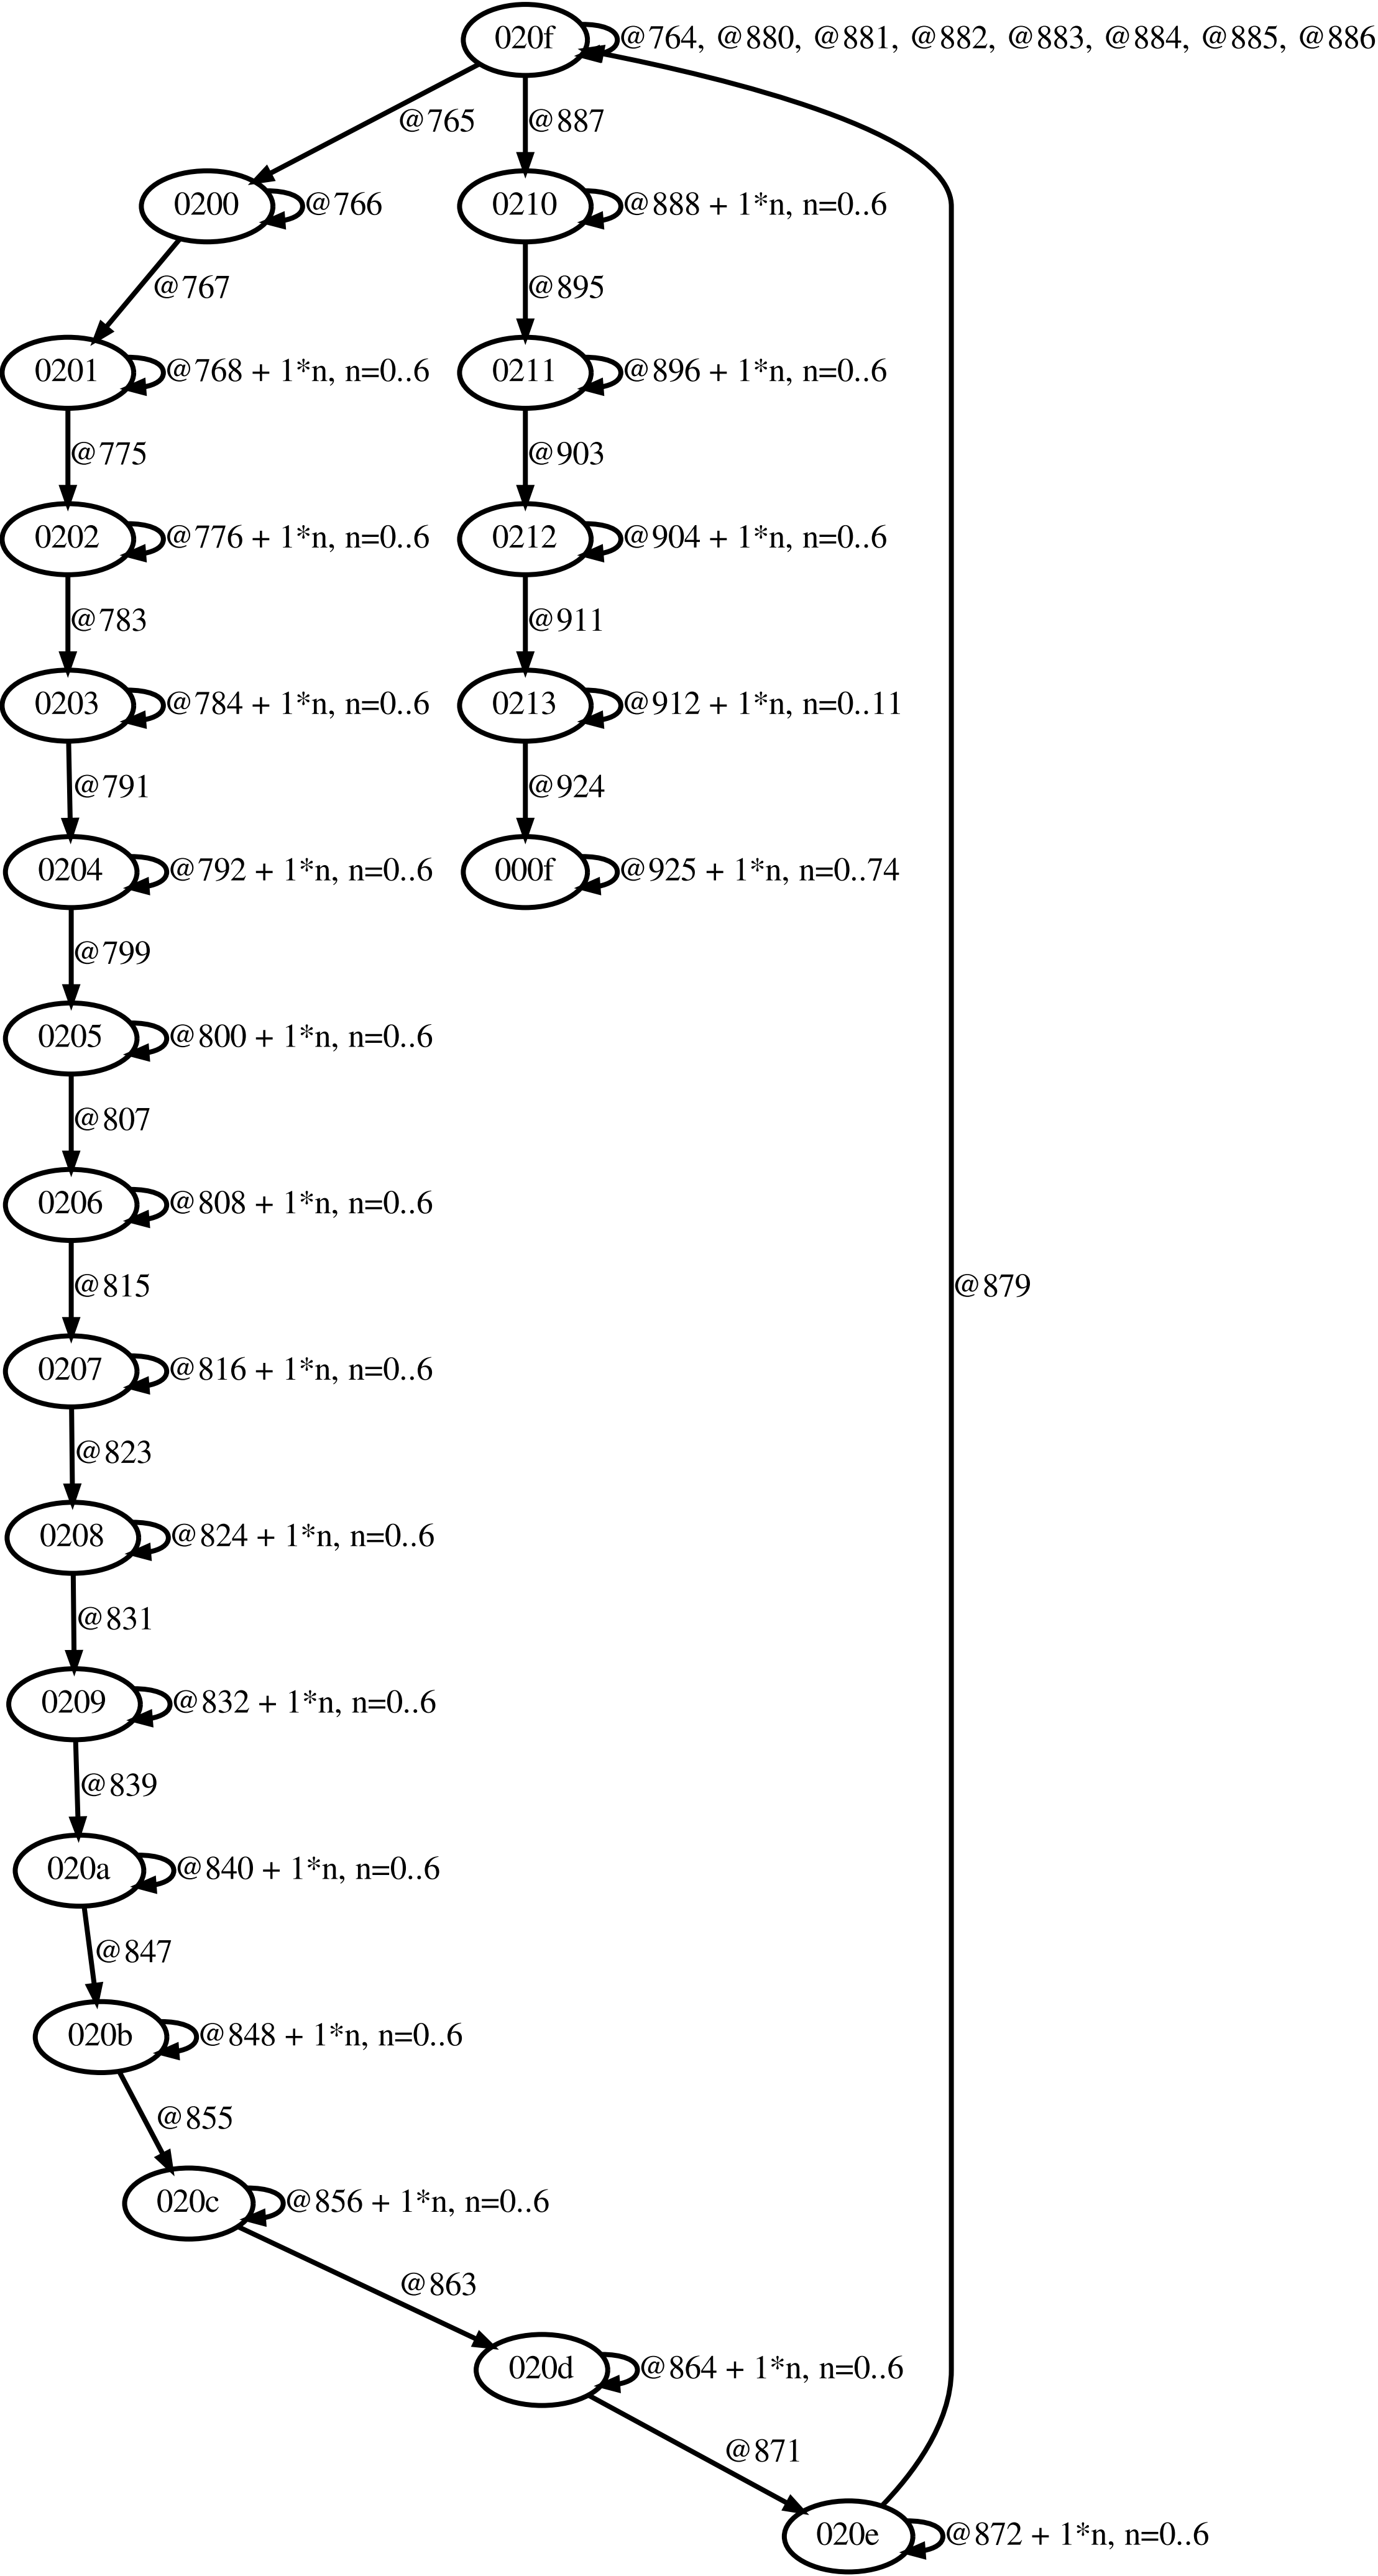 020f @764, @880, @881, @882, @883, @884, @885, @886
@765 @887
0200 @766 0210 @888 + 1*n, n=0..6
@767 @895
0201 @768 + 1*n, n=0..6 0211 @896 + 1*n, n=0..6
@775 @903
0202 @776 + 1*n, n=0..6 0212 @904 + 1*n, n=0..6
@783 @911
0203 @784 + 1*n, n=0..6 0213 @912 + 1*n, n=0..11
@791 @924
0204 @792 + 1*n, n=0..6 000f @925 + 1*n, n=0..74
@799
0205 @800 + 1*n, n=0..6
@807
0206 @808 + 1*n, n=0..6
@815 @879
0207 @816 + 1*n, n=0..6
@823
0208 @824 + 1*n, n=0..6
@831
0209 @832 + 1*n, n=0..6
@839
020a @840 + 1*n, n=0..6
@847
020b @848 + 1*n, n=0..6
@855
020c @856 + 1*n, n=0..6
@863
020d @864 + 1*n, n=0..6
@871
020e @872 + 1*n, n=0..6